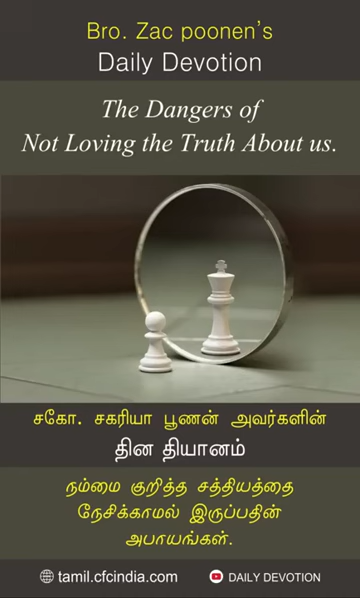 Bro. Zac poonen's
Daily Devotion
The Dangers of
Not Loving the Truth About us.
சகோ. சகரியா பூணன் அவர்களின்
தின தியானம்
நம்மை குறித்த சத்தியத்தை
நேசிக்காமல் இருப்பதின்
அபாயங்கள்.
tamil.cfcindia.com DAILY DEVOTION